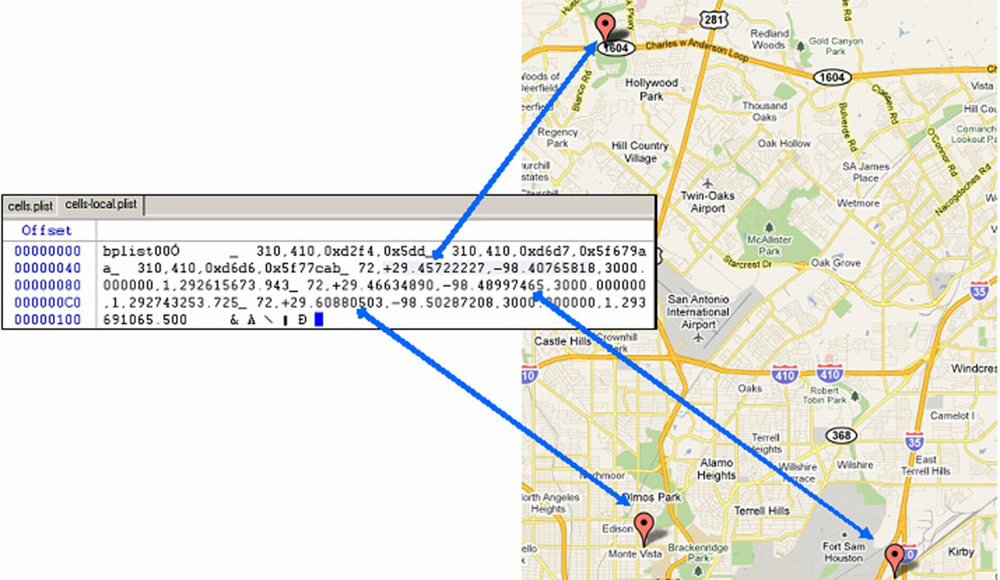 281
1604
Charles w Anderson Loop
Redland
Woods
Gold Canyon
Park
1604
Blanco Rd
Hollywood
Park
Thousand
Oaks
Classen Rd
Vista
Bulverde Rd
Regency
Park
Hill Country
Village
Oak Hollow
O'Connor Rd
SA James
Place
Twin-Oaks
Airport
Wetmore
Nacogdoches Rd
McAllister
Park
Starcrest Dr
Oak Grove
cells.plist cells-local.plist
Offset
00000000 bplist00Ó _ 310,410,0xd2f4,0x5dd_ 310,410,0xd6d7,0x5f679a
00000040 a_ 310,410,0xd6d6,0x5f77cab_ 72,+29.45722227,-98.40765818,3000.
00000080 000000,1,292615673.943_ 72,+29.46634890,-98.48997465,3000.000000
000000C0 ,1,292743253.725_ 72,+29.60880503,-98.50287208,3000.000000,1,293
00000100 691065.500 & A \ ı Ð
35
San Antonio
International
Airport
Castle Hills
Crownhill
Park
10
410
410
Oaks
Robert
Tobin Park
Camelot I
368
35
Terrell
Heights
East
Terrell Hills
Alamo
Heights
Wilshire
Terrace
Wilshire
Northmoor
Olmos Park
Terrell Hills
Edison
Monte Vista
Brackenridge
Park
Fort Sam
Houston
Kirby